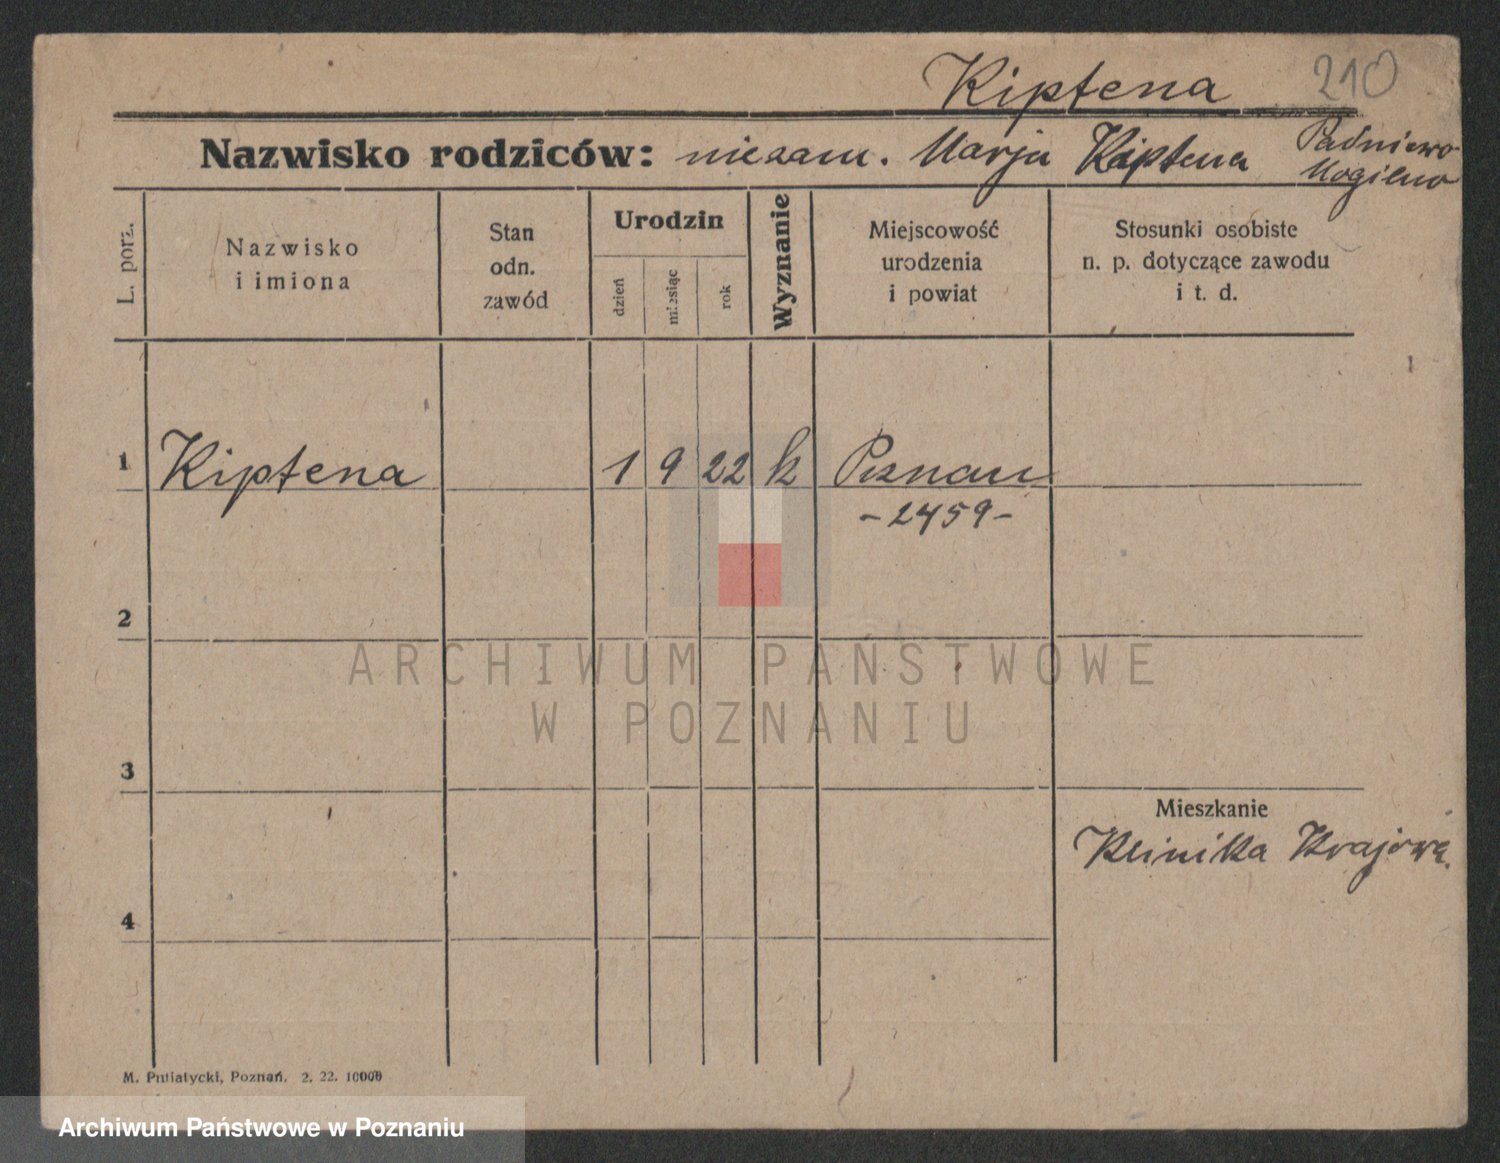 Kiptena 210
Nazwisko rodziców: niezam. Marja Kiptena Padniewo
Mogilno
L. porz.
Nazwisko
i imiona
Stan
odn.
zawód
Urodzin
dzień
miesiąc
rok
Wyznanie
Miejscowość
urodzenia
i powiat
Stosunki osobiste
n. p. dotyczące zawodu
i t. d.
1 Kiptena 1 9 22 k Poznań
-2459-
2
ARCHIWUM PAŃSTWOWE
W POZNANIU
3
Mieszkanie
Klinika Krajowa.
4
M. Putiatycki, Poznań. 2. 22. 10000
Archiwum Państwowe w Poznaniu